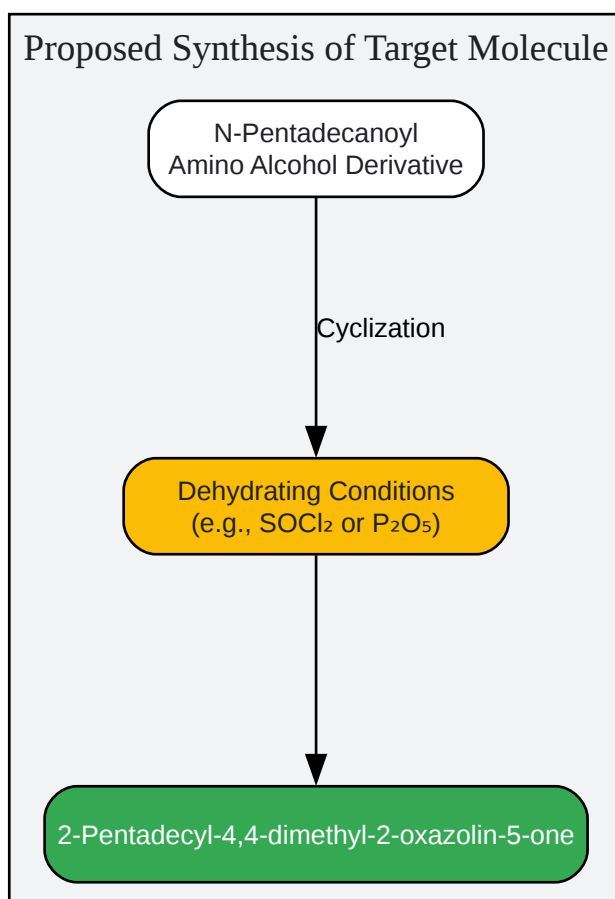 Proposed Synthesis of Target Molecule
N-Pentadecanoyl
Amino Alcohol Derivative
Cyclization
Dehydrating Conditions
(e.g., SOCl₂ or P₂O₅)
2-Pentadecyl-4,4-dimethyl-2-oxazolin-5-one